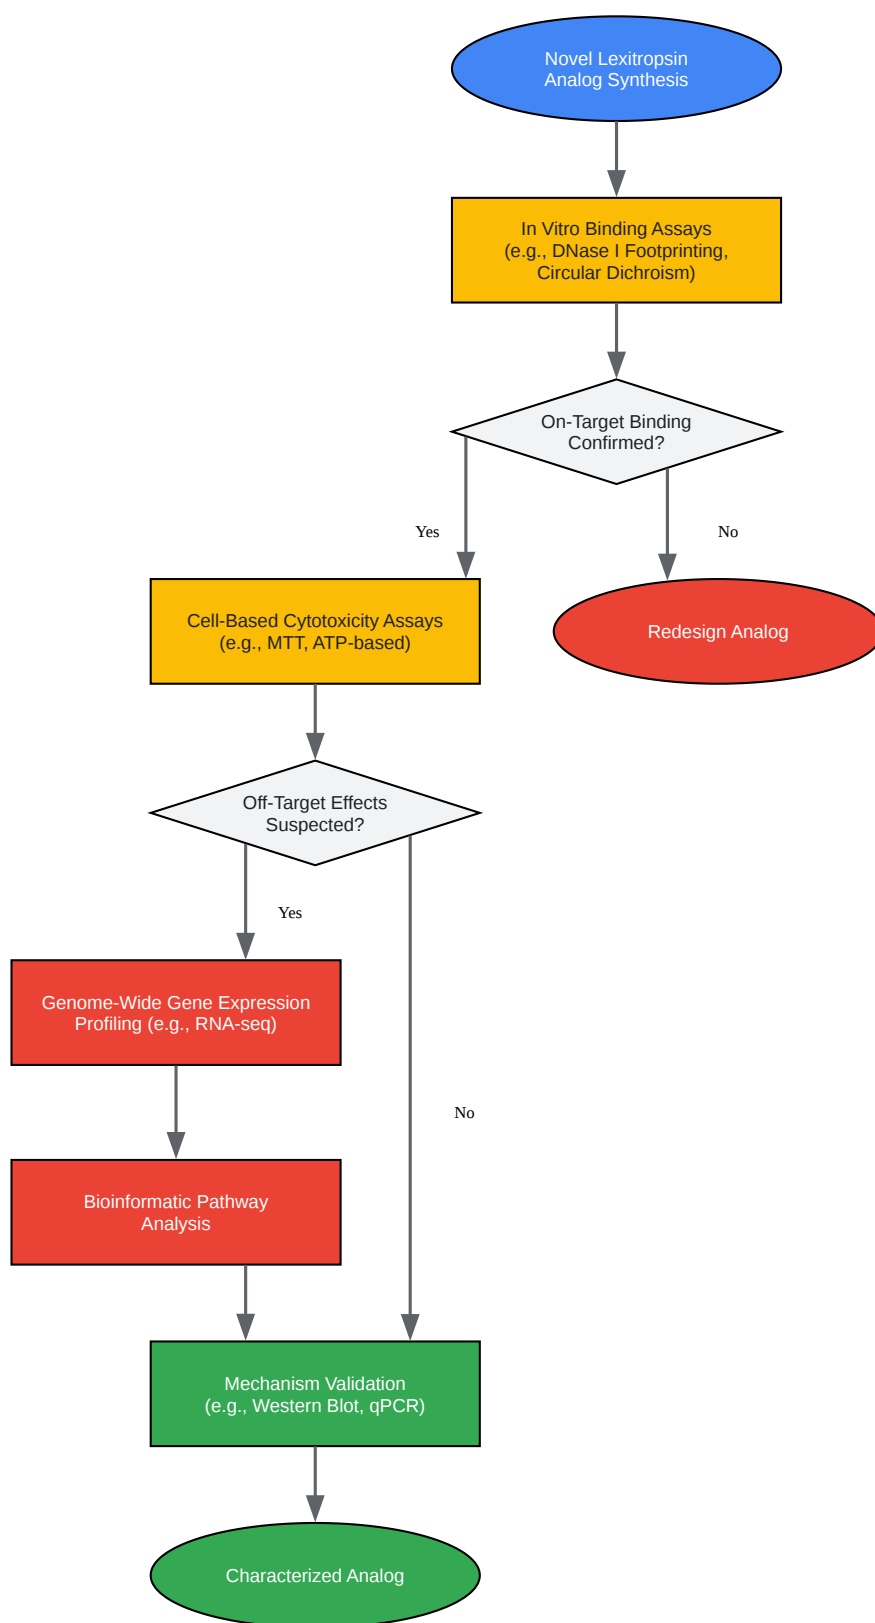 Novel Lexitropsin
Analog Synthesis
In Vitro Binding Assays
(e.g., DNase I Footprinting,
Circular Dichroism)
On-Target Binding
Confirmed?
Yes
No
Cell-Based Cytotoxicity Assays
(e.g., MTT, ATP-based)
Redesign Analog
Off-Target Effects
Suspected?
Yes
Genome-Wide Gene Expression
Profiling (e.g., RNA-seq)
No
Bioinformatic Pathway
Analysis
Mechanism Validation
(e.g., Western Blot, qPCR)
Characterized Analog